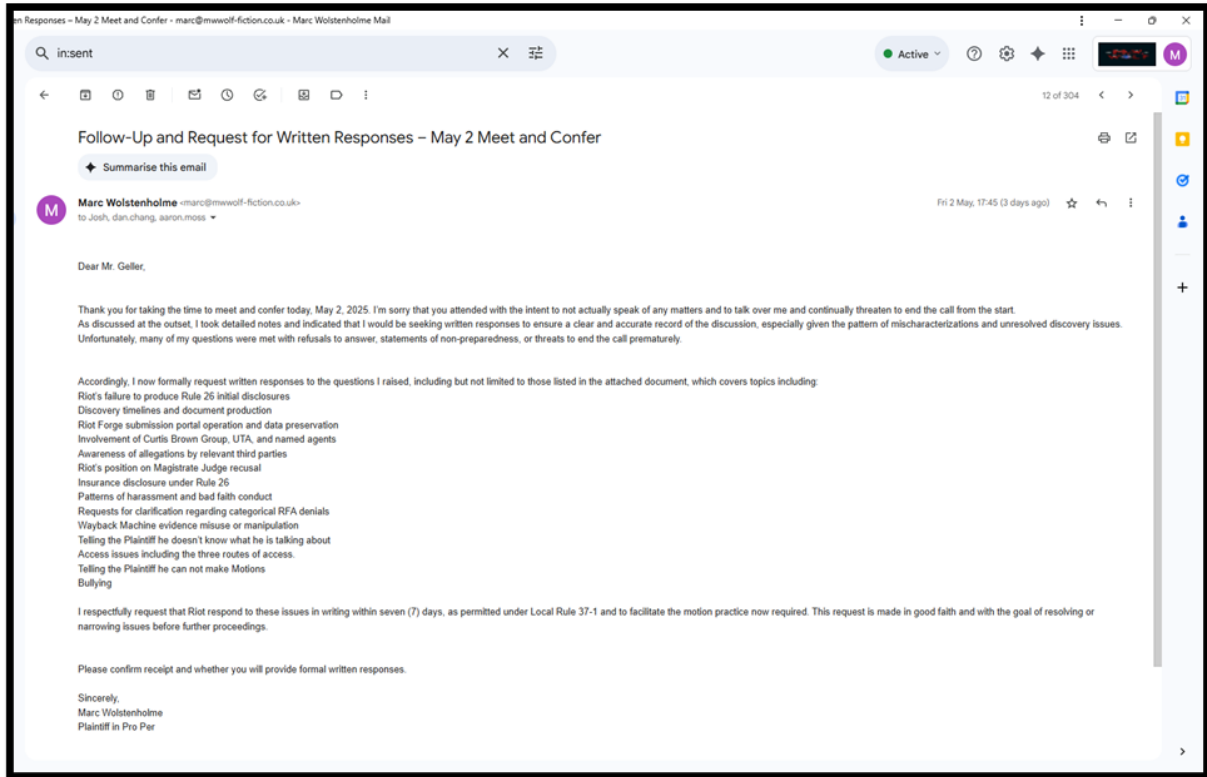 en Responses – May 2 Meet and Confer - marc@mwwolf-fiction.co.uk - Marc Wolstenholme Mail
in:sent
Active
M
12 of 304
Follow-Up and Request for Written Responses – May 2 Meet and Confer
Summarise this email
M
Marc Wolstenholme <marc@mwwolf-fiction.co.uk>
Fri 2 May, 17:45 (3 days ago)
to Josh, dan.chang, aaron.moss
Dear Mr. Geller,
Thank you for taking the time to meet and confer today, May 2, 2025. I'm sorry that you attended with the intent to not actually speak of any matters and to talk over me and continually threaten to end the call from the start.
As discussed at the outset, I took detailed notes and indicated that I would be seeking written responses to ensure a clear and accurate record of the discussion, especially given the pattern of mischaracterizations and unresolved discovery issues.
Unfortunately, many of my questions were met with refusals to answer, statements of non-preparedness, or threats to end the call prematurely.
Accordingly, I now formally request written responses to the questions I raised, including but not limited to those listed in the attached document, which covers topics including:
Riot's failure to produce Rule 26 initial disclosures
Discovery timelines and document production
Riot Forge submission portal operation and data preservation
Involvement of Curtis Brown Group, UTA, and named agents
Awareness of allegations by relevant third parties
Riot's position on Magistrate Judge recusal
Insurance disclosure under Rule 26
Patterns of harassment and bad faith conduct
Requests for clarification regarding categorical RFA denials
Wayback Machine evidence misuse or manipulation
Telling the Plaintiff he doesn't know what he is talking about
Access issues including the three routes of access.
Telling the Plaintiff he can not make Motions
Bullying
I respectfully request that Riot respond to these issues in writing within seven (7) days, as permitted under Local Rule 37-1 and to facilitate the motion practice now required. This request is made in good faith and with the goal of resolving or
narrowing issues before further proceedings.
Please confirm receipt and whether you will provide formal written responses.
Sincerely,
Marc Wolstenholme
Plaintiff in Pro Per